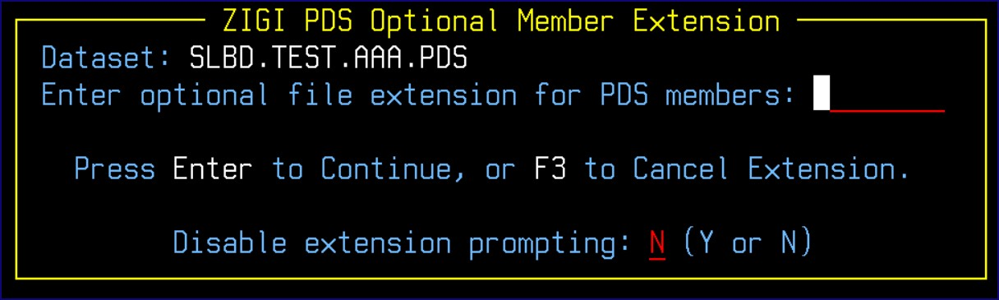 ZIGI PDS Optional Member Extension
Dataset: SLBD.TEST.AAA.PDS
Enter optional file extension for PDS members:
Press Enter to Continue, or F3 to Cancel Extension.
Disable extension prompting: N (Y or N)